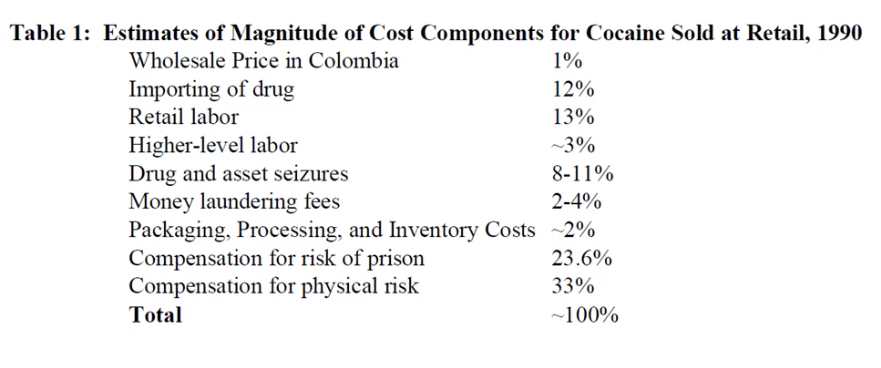 Table 1: Estimates of Magnitude of Cost Components for Cocaine Sold at Retail, 1990
Wholesale Price in Colombia 1%
Importing of drug 12%
Retail labor 13%
Higher-level labor ~3%
Drug and asset seizures 8-11%
Money laundering fees 2-4%
Packaging, Processing, and Inventory Costs ~2%
Compensation for risk of prison 23.6%
Compensation for physical risk 33%
Total ~100%